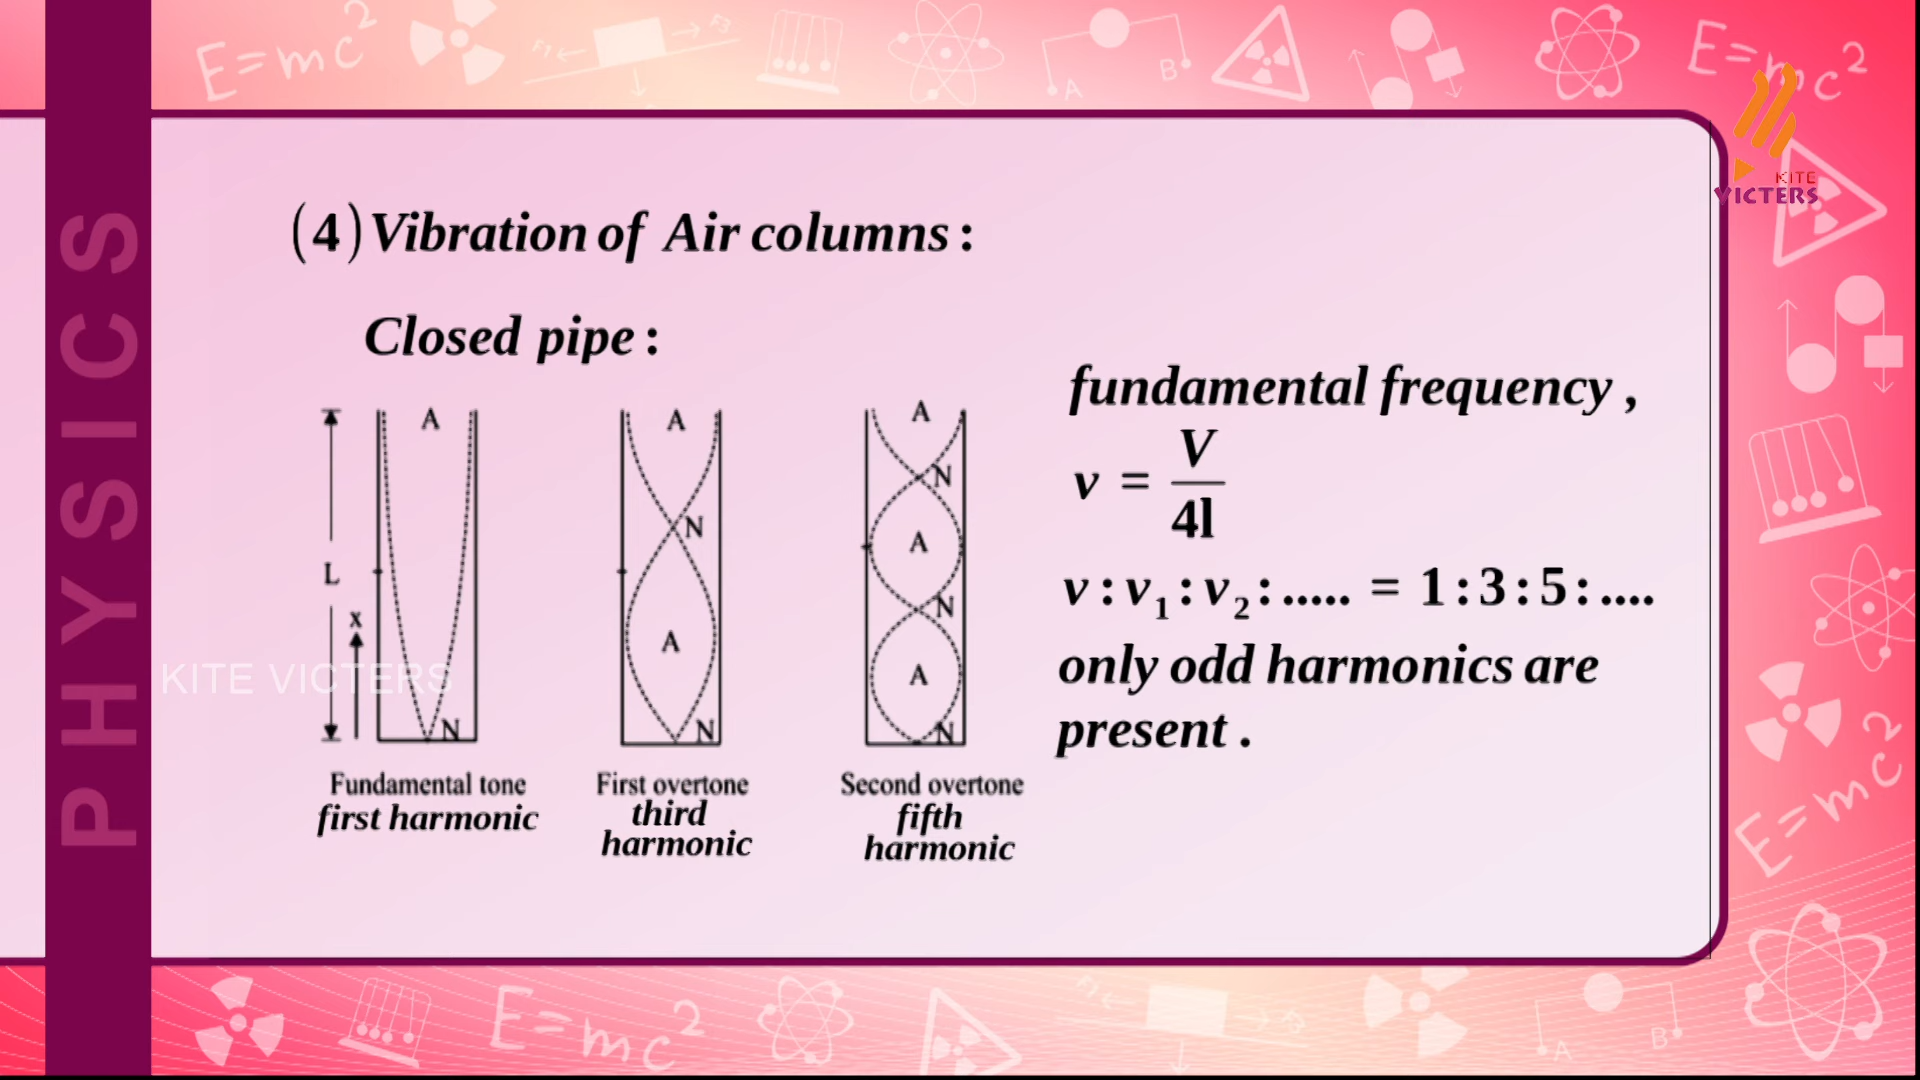 E=mc²
F1
F2
A
B
E=mc²
KITE
VICTERS
PHYSICS
(4) Vibration of Air columns :
Closed pipe :
A
A
A
N
N
A
L
N
x
A
A
N
N
N
Fundamental tone
first harmonic
First overtone
third
harmonic
Second overtone
fifth
harmonic
fundamental frequency ,
v = V/4l
v : v₁ : v₂ : ..... = 1 : 3 : 5 : ....
only odd harmonics are
present .
KITE VICTERS
E=mc²
E=mc²
A
B